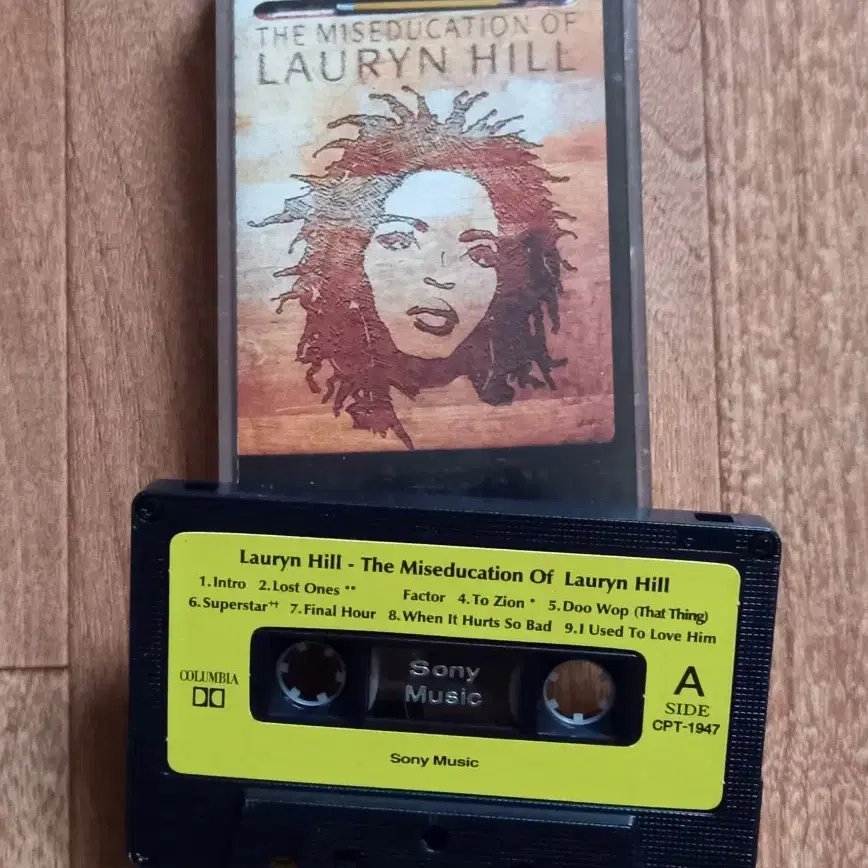 THE MISEDUCATION OF
LAURYN HILL
Lauryn Hill - The Miseducation Of Lauryn Hill
1.Intro 2.Lost Ones ** Factor 4.To Zion * 5.Doo Wop (That Thing)
6.Superstar++ 7.Final Hour 8.When It Hurts So Bad 9.I Used To Love Him
COLUMBIA
Sony
Music
A
SIDE
CPT-1947
Sony Music